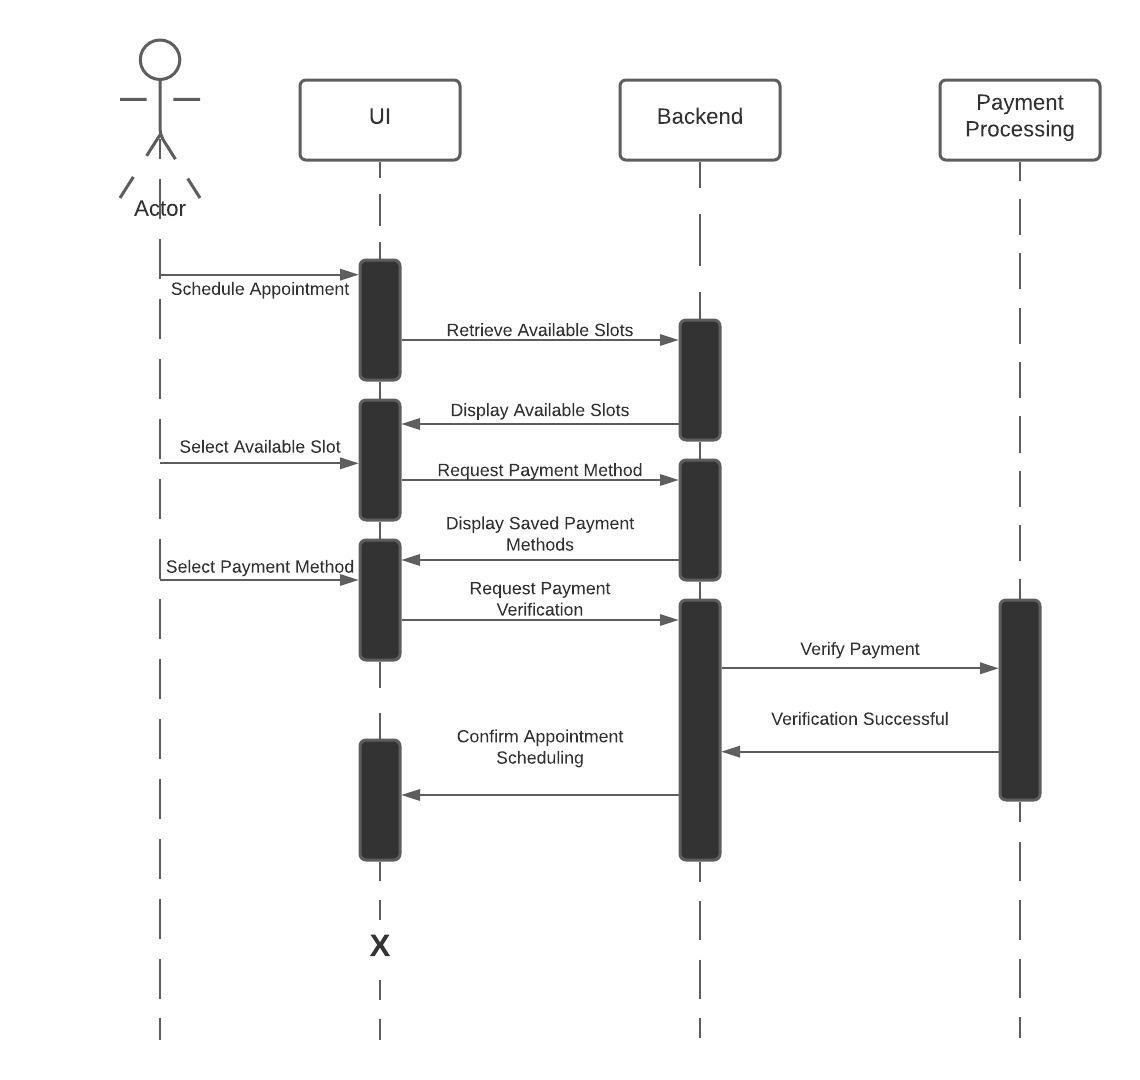 UI
Backend
Payment
Processing
Actor
Schedule Appointment
Retrieve Available Slots
Display Available Slots
Select Available Slot
Request Payment Method
Display Saved Payment
Methods
Select Payment Method
Request Payment
Verification
Verify Payment
Verification Successful
Confirm Appointment
Scheduling
X